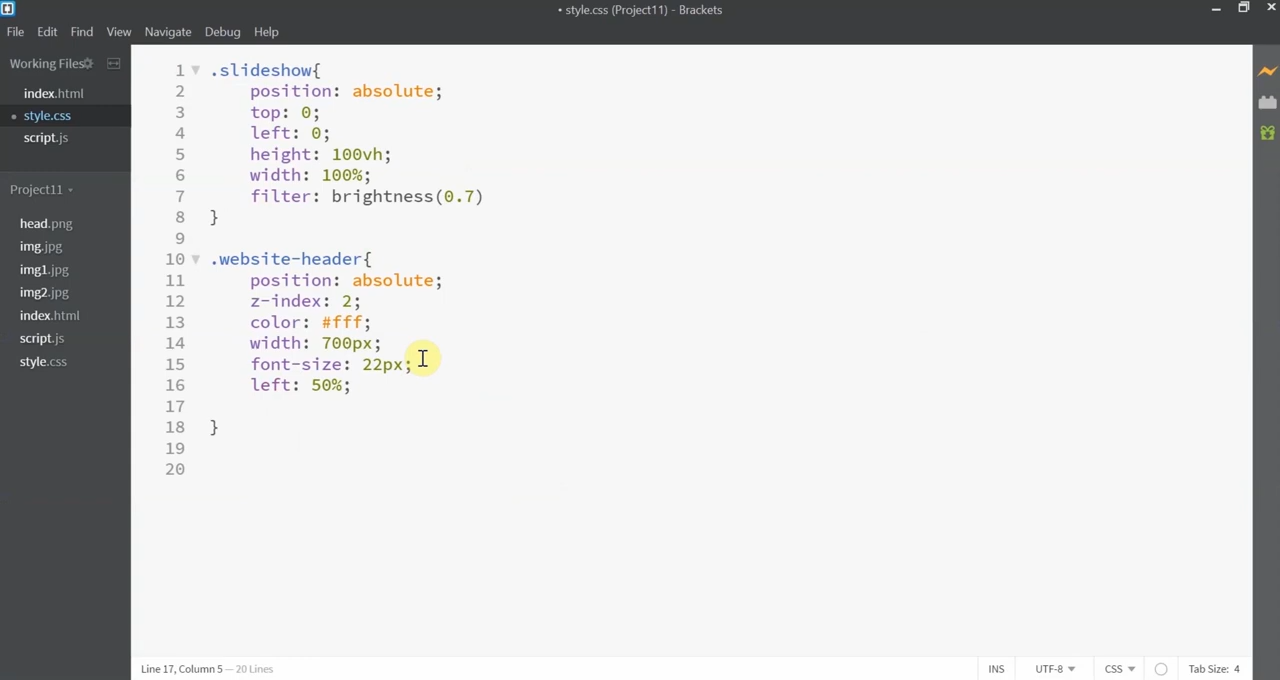 • style.css (Project11) - Brackets
File Edit Find View Navigate Debug Help
Working Files
index.html
• style.css
script.js
Project11
head.png
img.jpg
img1.jpg
img2.jpg
index.html
script.js
style.css
1 .slideshow{
2 position: absolute;
3 top: 0;
4 left: 0;
5 height: 100vh;
6 width: 100%;
7 filter: brightness(0.7)
8 }
9
10 .website-header{
11 position: absolute;
12 z-index: 2;
13 color: #fff;
14 width: 700px;
15 font-size: 22px;
16 left: 50%;
17
18 }
19
20
Line 17, Column 5 — 20 Lines
INS UTF-8 CSS Tab Size: 4